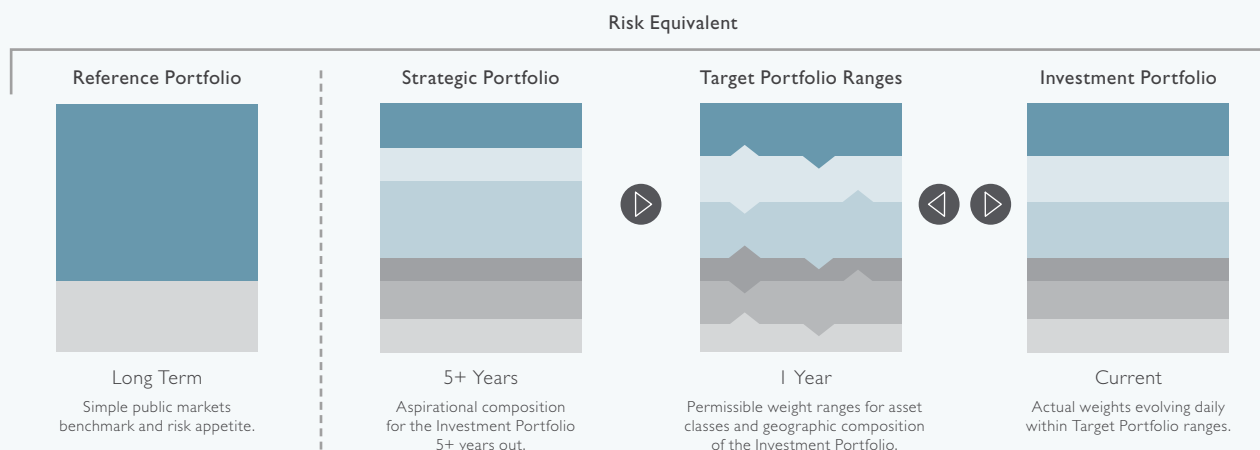 Risk Equivalent
Reference Portfolio
Strategic Portfolio
Target Portfolio Ranges
Investment Portfolio
Long Term
Simple public markets
benchmark and risk appetite.
5+ Years
Aspirational composition
for the Investment Portfolio
5+ years out.
1 Year
Permissible weight ranges for asset
classes and geographic composition
of the Investment Portfolio.
Current
Actual weights evolving daily
within Target Portfolio ranges.